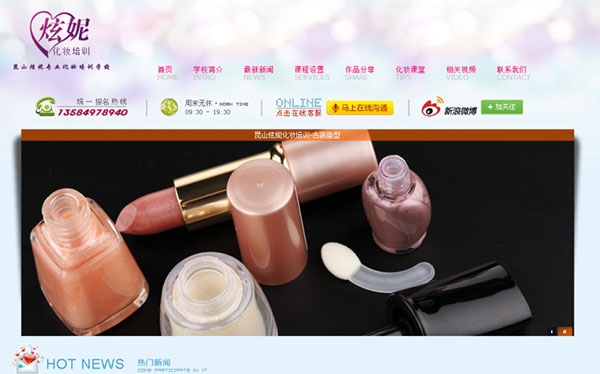 炫妮
化妆培训
昆山炫妮专业化妆培训学校
首页 学校简介 最新新闻 课程设置 作品分享 化妆课堂 相关视频 联系我们
HOME INTRO NEWS SERVICES SHARE TIPS VIDEO CONTACT
统一报名热线
13584978940
周末无休 * WORK TIME
09:30 - 19:30
ONLINE
点击在线客服
马上在线沟通
新浪微博
加关注
昆山炫妮化妆培训-古装造型
HOT NEWS 热门新闻
COME PARTICIPATE IN IT